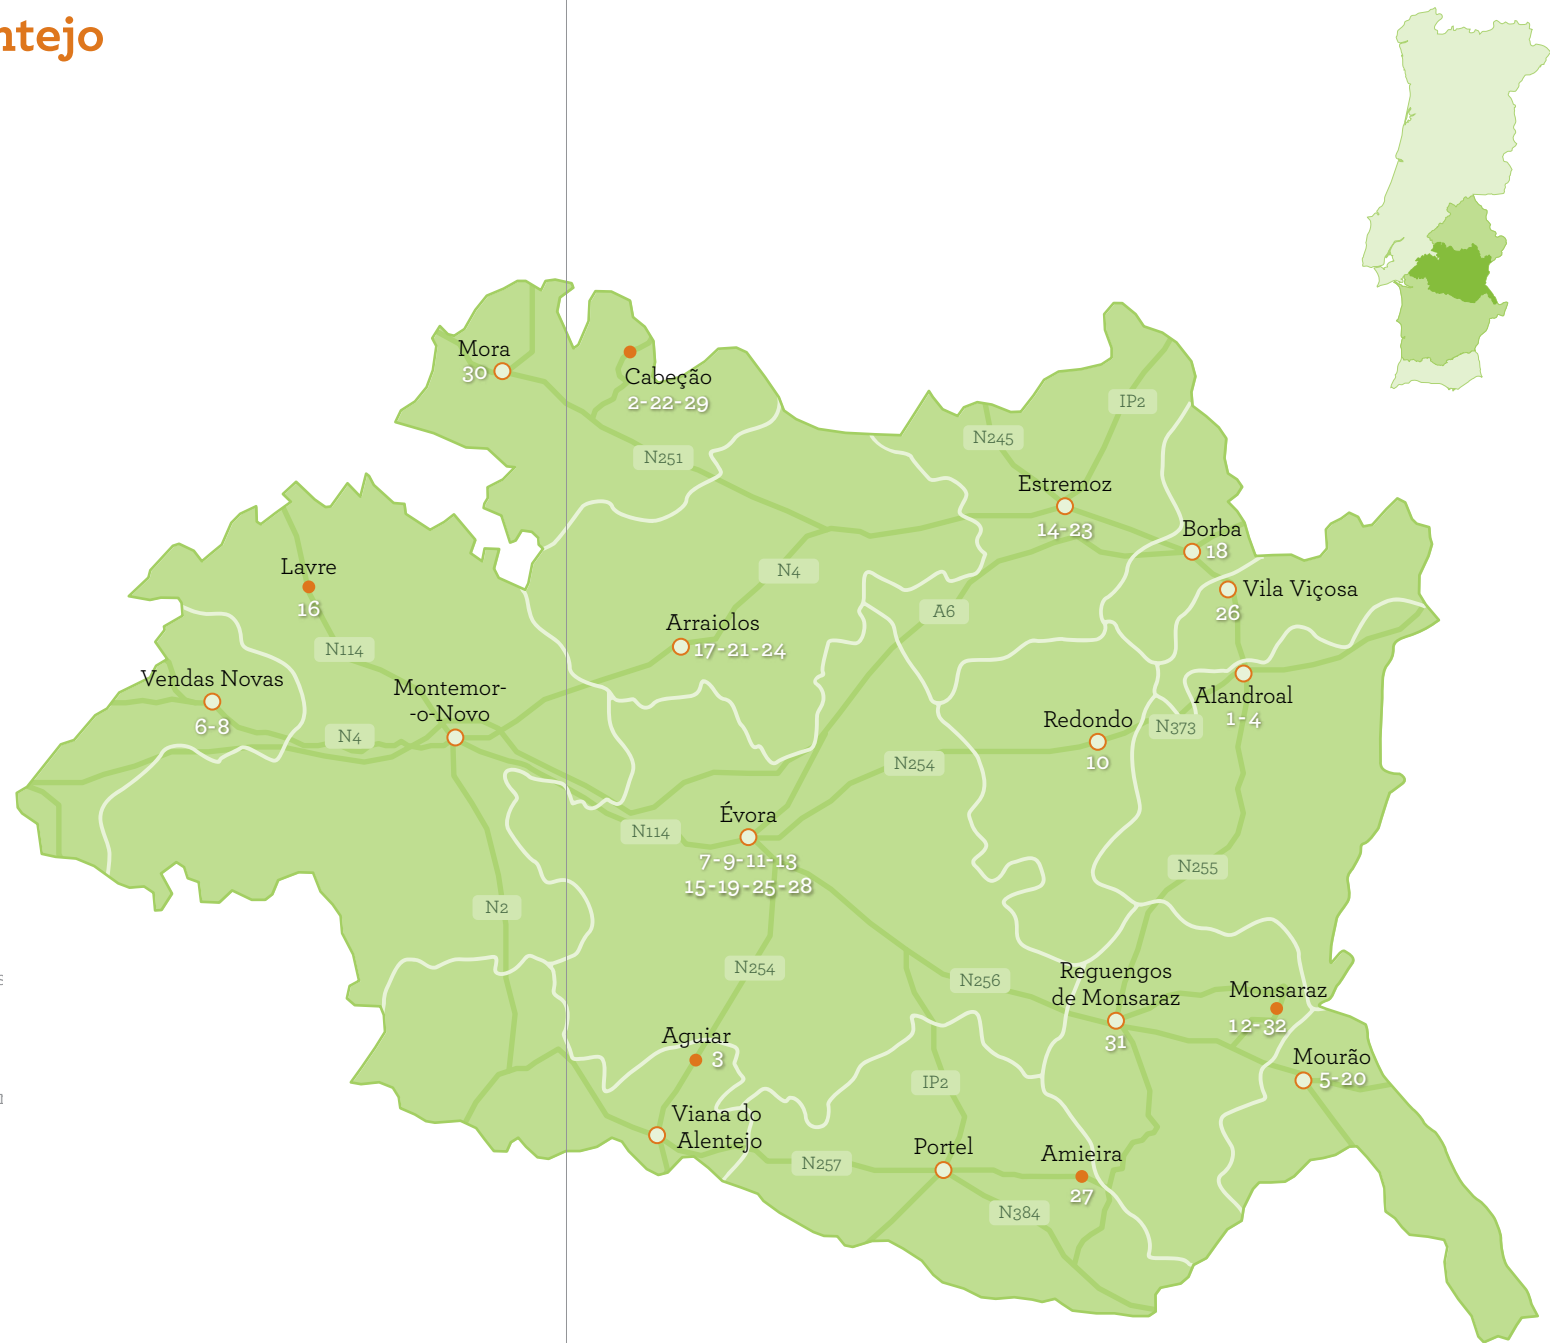 ntejo
Mora
30
Cabeção
2-22-29
N251
IP2
N245
Estremoz
14-23
Borba
18
Vila Viçosa
26
Lavre
16
N4
A6
Arraiolos
17-21-24
N114
Vendas Novas
6-8
Montemor-
-o-Novo
N4
Alandroal
1-4
N373
Redondo
10
N254
Évora
7-9-11-13
15-19-25-28
N114
N255
N2
N254
N256
Reguengos
de Monsaraz
31
Monsaraz
12-32
Aguiar
3
Mourão
5-20
IP2
Viana do
Alentejo
N257
Portel
Amieira
27
N384